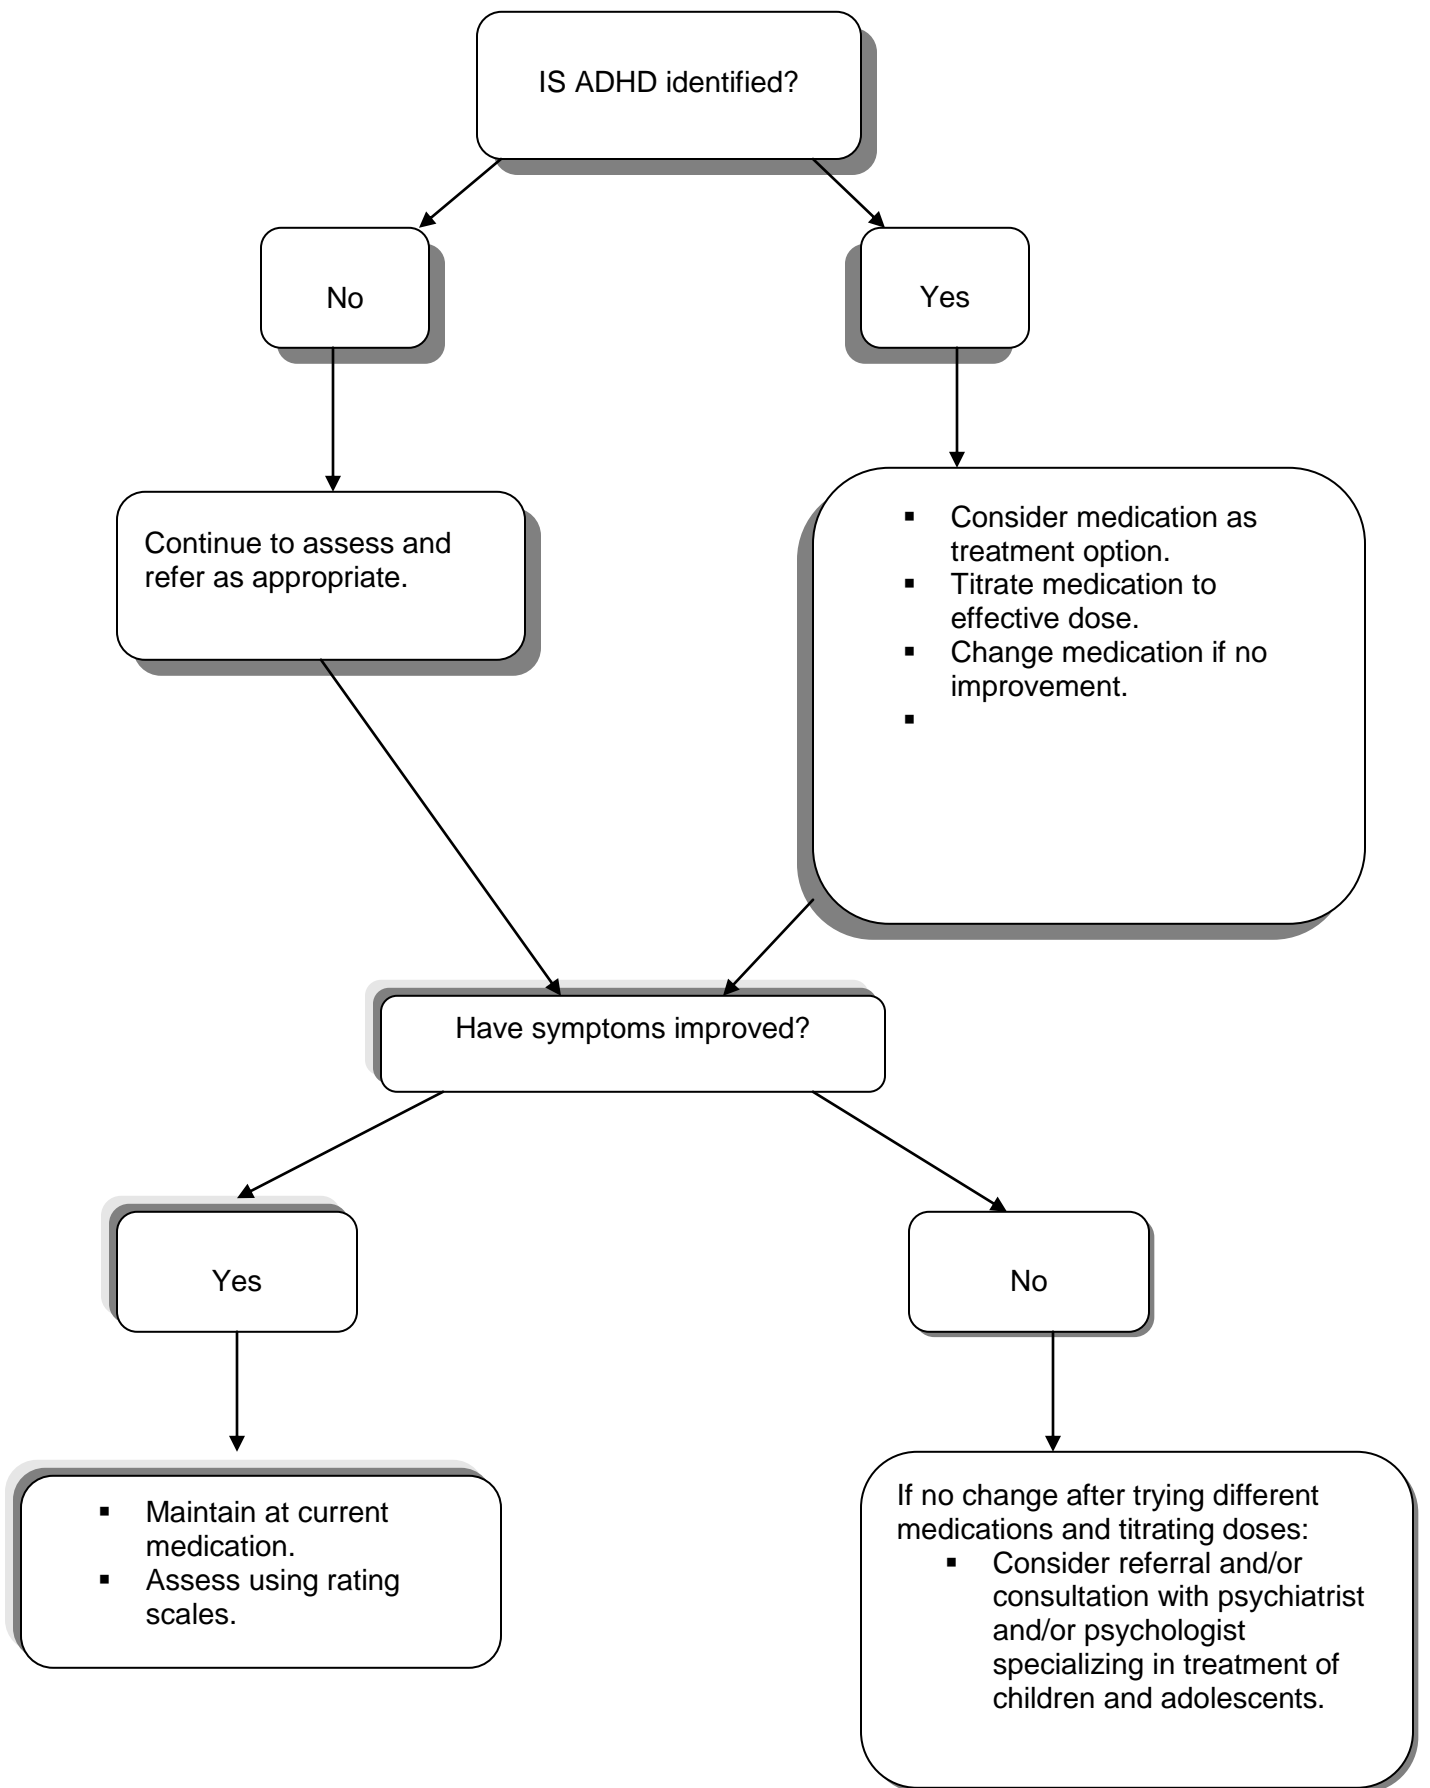 IS ADHD identified?
No
Yes
Continue to assess and
refer as appropriate.
▪ Consider medication as
treatment option.
▪ Titrate medication to
effective dose.
▪ Change medication if no
improvement.
▪
Have symptoms improved?
Yes
No
▪ Maintain at current
medication.
▪ Assess using rating
scales.
If no change after trying different
medications and titrating doses:
▪ Consider referral and/or
consultation with psychiatrist
and/or psychologist
specializing in treatment of
children and adolescents.